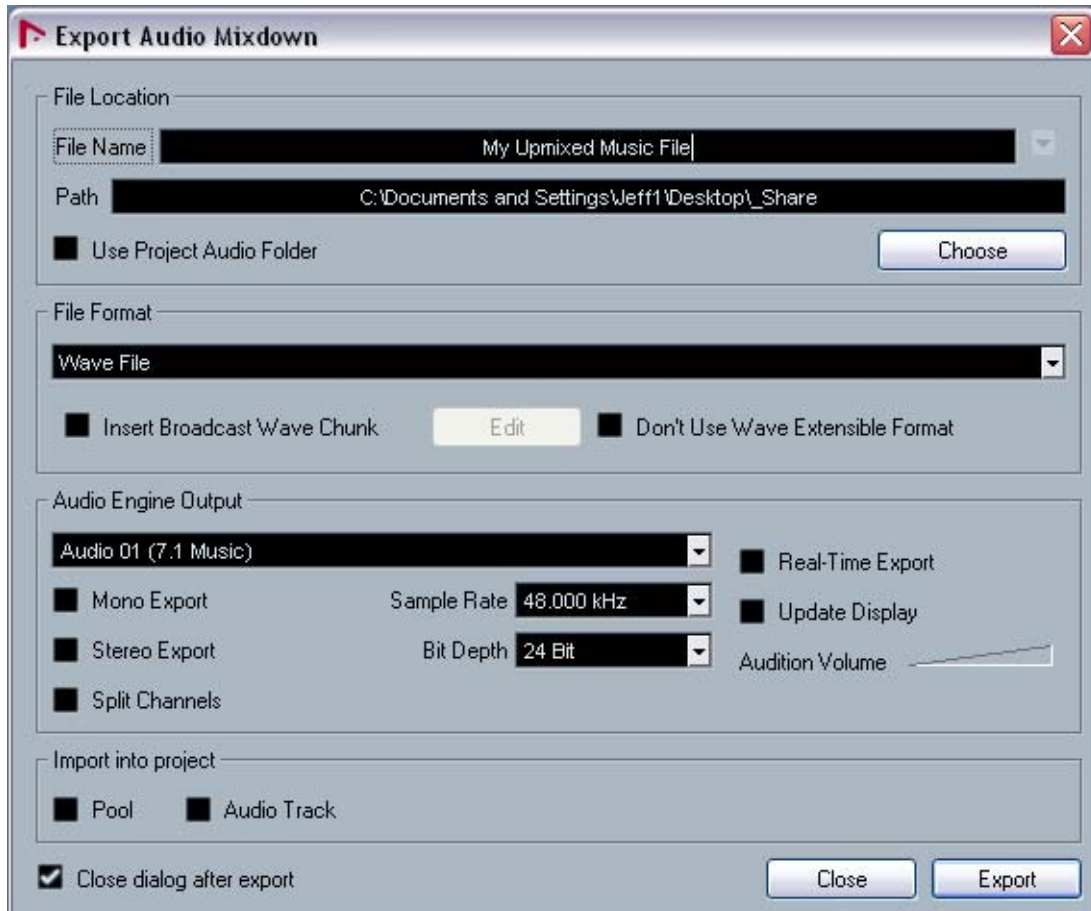 Export Audio Mixdown
File Location
File Name My Upmixed Music File
Path C:\Documents and Settings\Jeff1\Desktop\_Share
Use Project Audio Folder Choose
File Format
Wave File
Insert Broadcast Wave Chunk Edit Don't Use Wave Extensible Format
Audio Engine Output
Audio 01 (7.1 Music)
Real-Time Export
Mono Export Sample Rate 48.000 kHz
Update Display
Stereo Export Bit Depth 24 Bit
Audition Volume
Split Channels
Import into project
Pool Audio Track
Close dialog after export Close Export